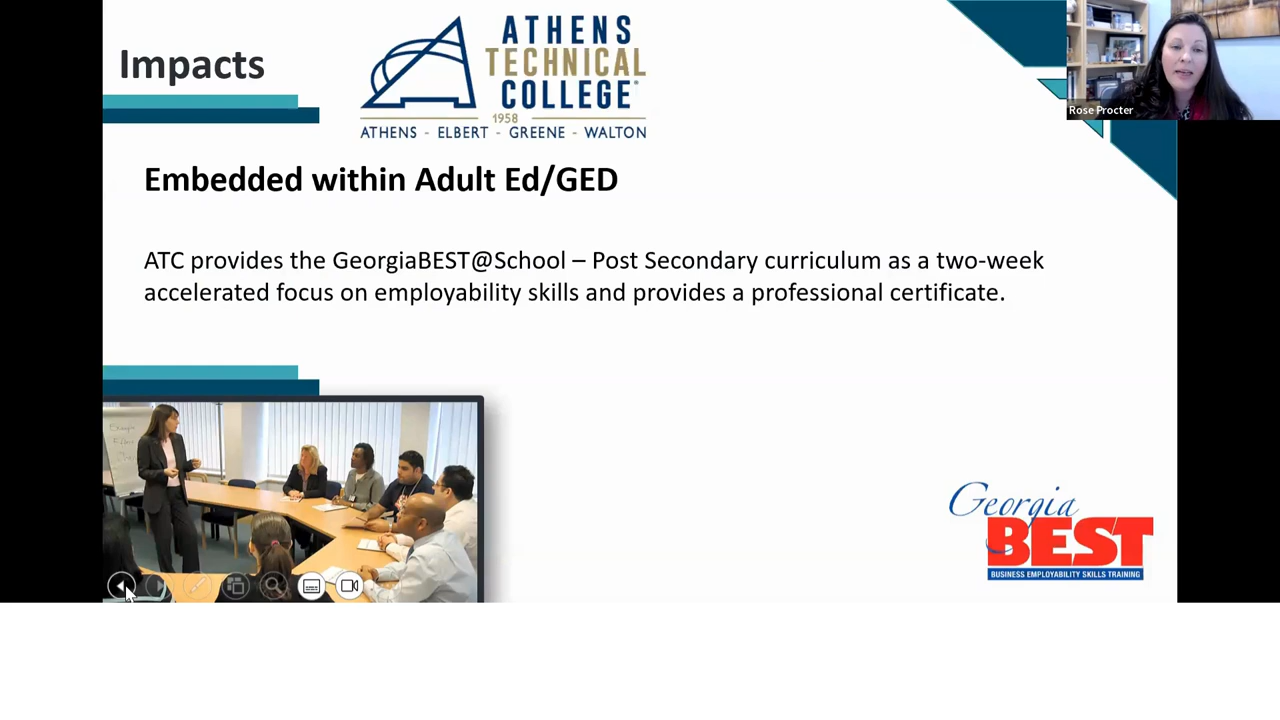 Impacts
ATHENS
TECHNICAL
COLLEGE
1958
ATHENS - ELBERT - GREENE - WALTON
Rose Procter
Embedded within Adult Ed/GED
ATC provides the GeorgiaBEST@School – Post Secondary curriculum as a two-week
accelerated focus on employability skills and provides a professional certificate.
Georgia
BEST
BUSINESS EMPLOYABILITY SKILLS TRAINING